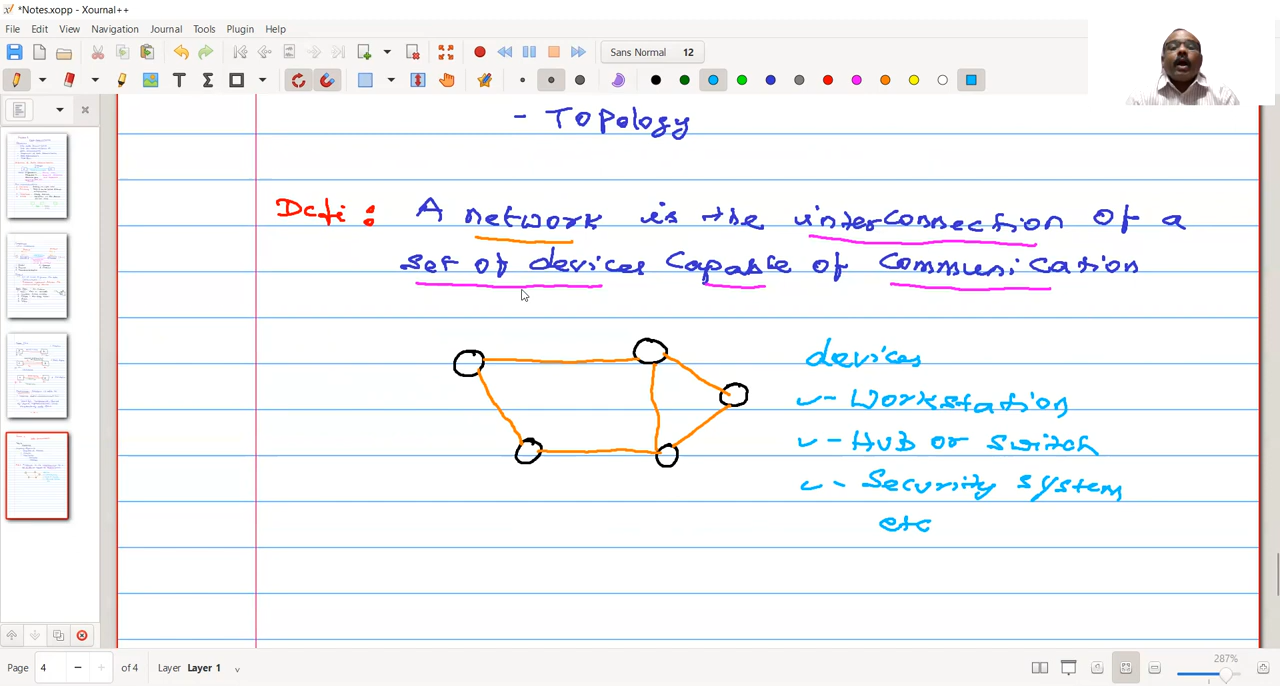 *Notes.xopp - Xournal++
File Edit View Navigation Journal Tools Plugin Help
Sans Normal 12
- Topology
Defi : A network is the interconnection of a
set of devices capable of communication
devices
- Workstation
- HUB or switch
- Security system
etc
Page 4 of 4 Layer Layer 1
287%